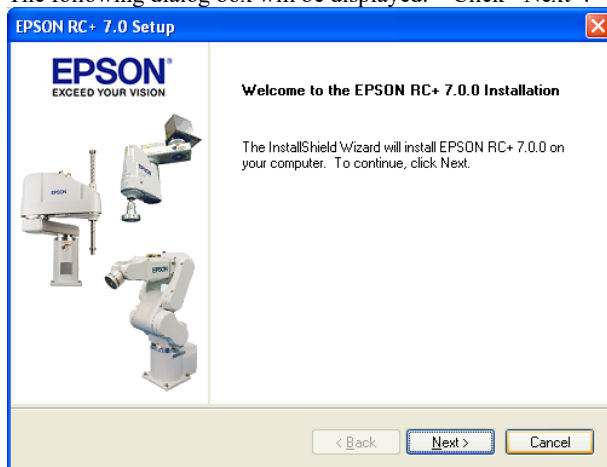 The following dialog box will be displayed. Click "Next".
EPSON RC+ 7.0 Setup
EPSON®
EXCEED YOUR VISION
Welcome to the EPSON RC+ 7.0.0 Installation
The InstallShield Wizard will install EPSON RC+ 7.0.0 on
your computer. To continue, click Next.
EPSON
EPSON
EPSON
< Back
Next >
Cancel